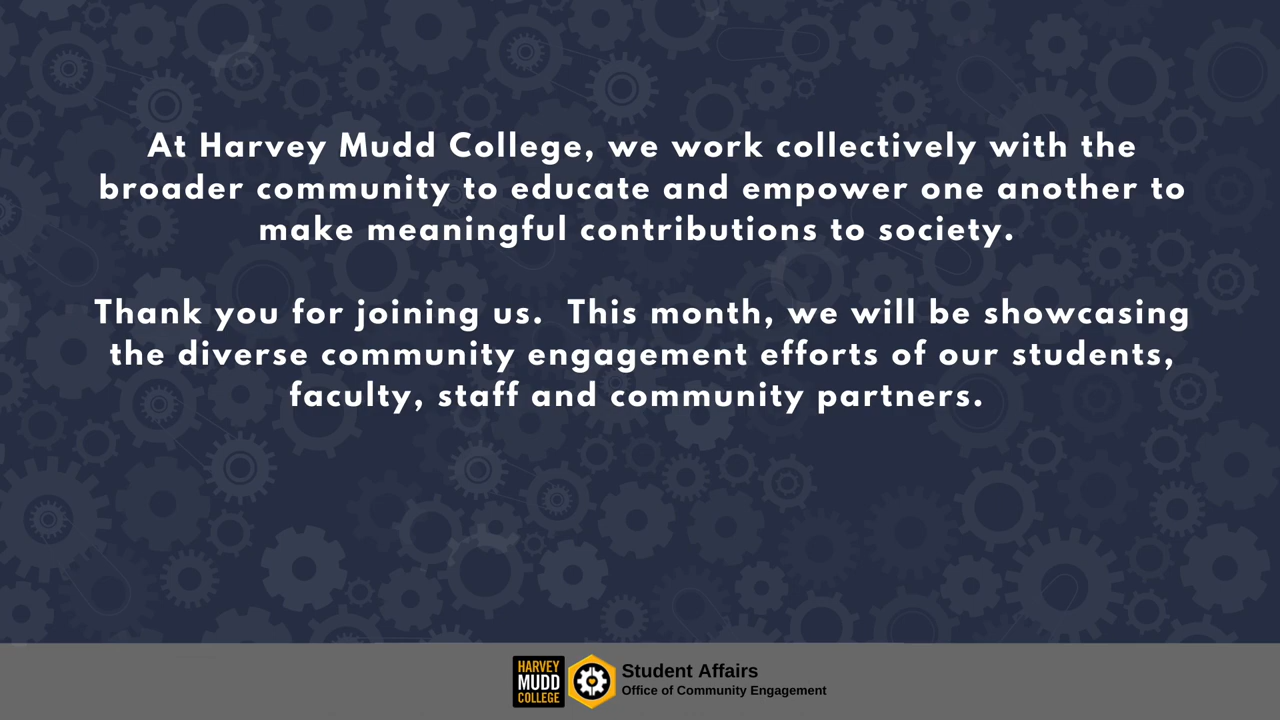 At Harvey Mudd College, we work collectively with the
broader community to educate and empower one another to
make meaningful contributions to society.
Thank you for joining us.  This month, we will be showcasing
the diverse community engagement efforts of our students,
faculty, staff and community partners.
HARVEY
MUDD
COLLEGE
Student Affairs
Office of Community Engagement